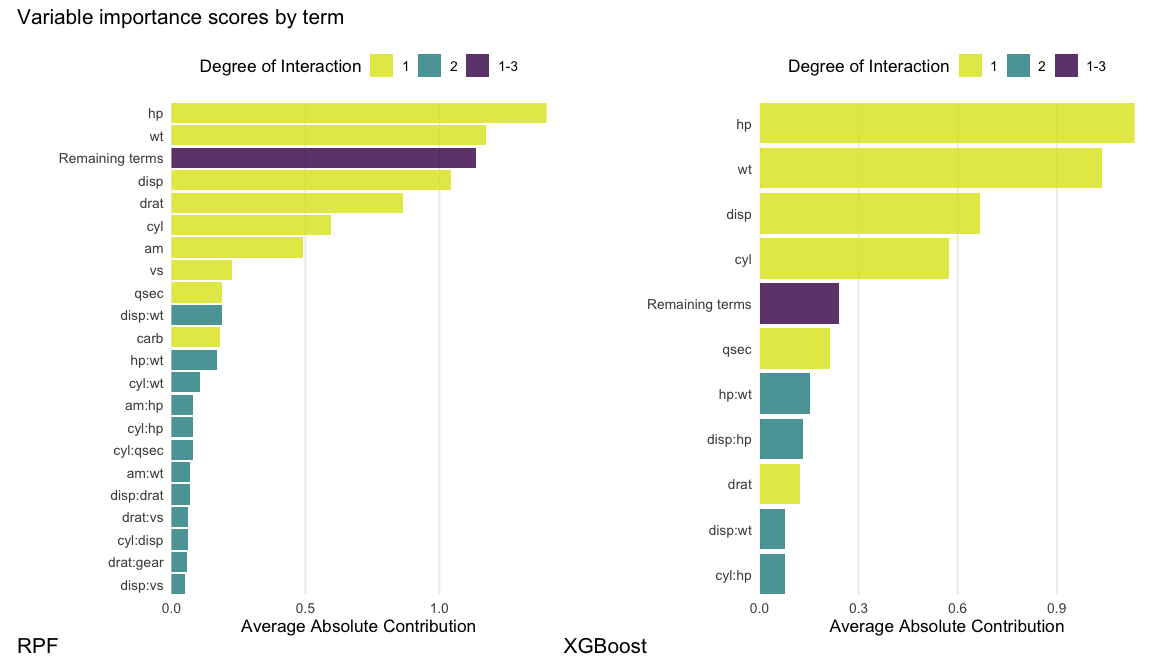 Variable importance scores by term
Degree of Interaction 1 2 1-3
hp
wt
Remaining terms
disp
drat
cyl
am
vs
qsec
disp:wt
carb
hp:wt
cyl:wt
am:hp
cyl:hp
cyl:qsec
am:wt
disp:drat
drat:vs
cyl:disp
drat:gear
disp:vs
0.0 0.5 1.0
Average Absolute Contribution
RPF
Degree of Interaction 1 2 1-3
hp
wt
disp
cyl
Remaining terms
qsec
hp:wt
disp:hp
drat
disp:wt
cyl:hp
0.0 0.3 0.6 0.9
Average Absolute Contribution
XGBoost